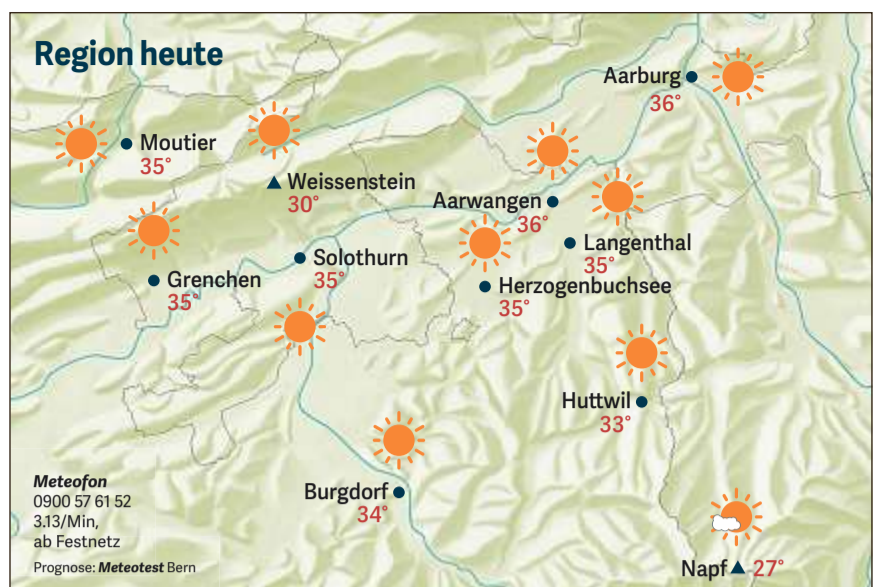 Region heute
Aarburg
36°
Moutier
35°
Weissenstein
30°
Aarwangen
36°
Langenthal
35°
Solothurn
35°
Grenchen
35°
Herzogenbuchsee
35°
Huttwil
33°
Burgdorf
34°
Napf 27°
Meteofon
0900 57 61 52
3.13/Min,
ab Festnetz
Prognose: Meteotest Bern